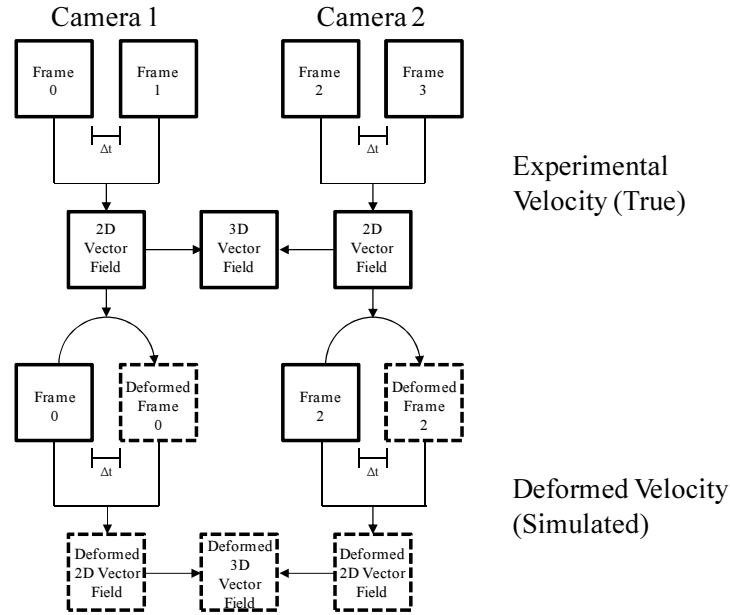 Camera 1
Camera 2
Frame
0
Frame
1
Frame
2
Frame
3
Δt
Δt
Experimental
Velocity (True)
2D
Vector
Field
3D
Vector
Field
2D
Vector
Field
Frame
0
Deformed
Frame
0
Frame
2
Deformed
Frame
2
Δt
Δt
Deformed Velocity
(Simulated)
Deformed
2D Vector
Field
Deformed
3D
Vector
Field
Deformed
2D Vector
Field